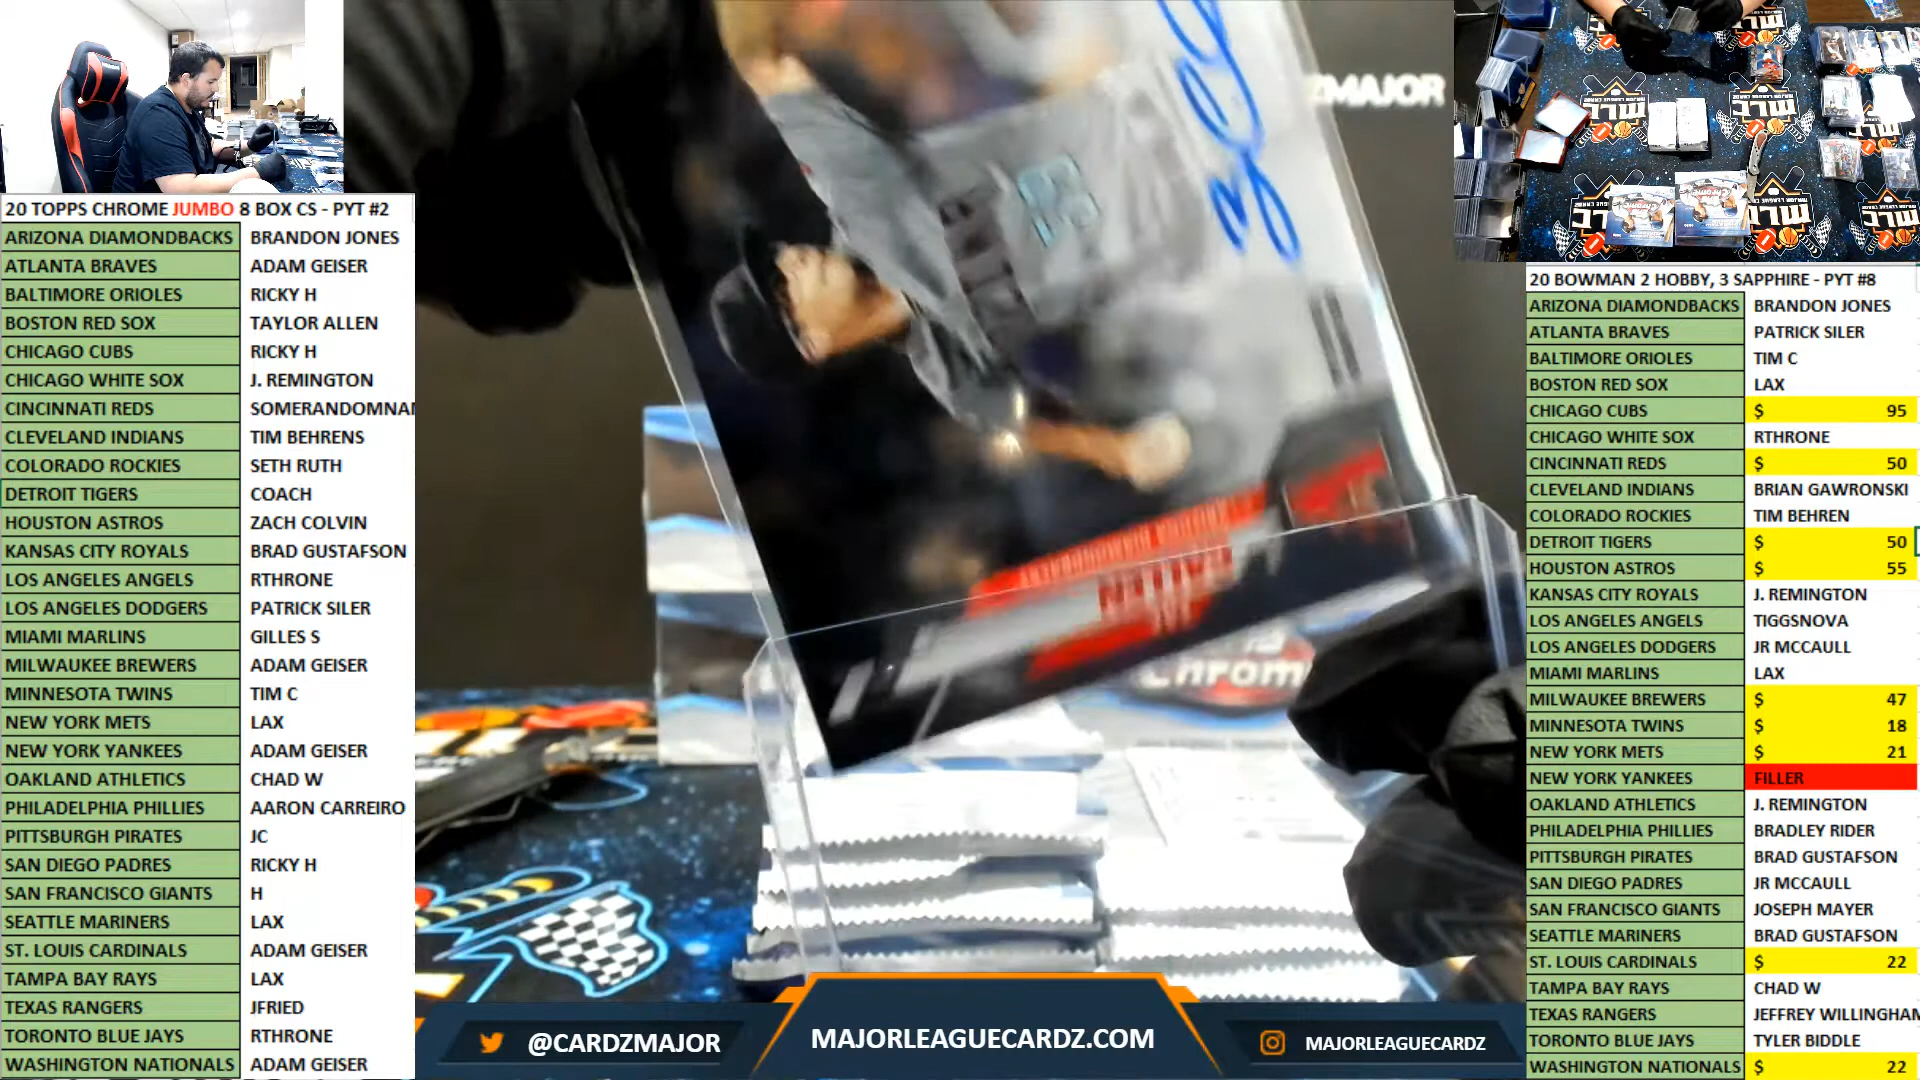 20 TOPPS CHROME JUMBO 8 BOX CS - PYT #2
ARIZONA DIAMONDBACKS BRANDON JONES
ATLANTA BRAVES ADAM GEISER
BALTIMORE ORIOLES RICKY H
BOSTON RED SOX TAYLOR ALLEN
CHICAGO CUBS RICKY H
CHICAGO WHITE SOX J. REMINGTON
CINCINNATI REDS SOMERANDOMNA
CLEVELAND INDIANS TIM BEHRENS
COLORADO ROCKIES SETH RUTH
DETROIT TIGERS COACH
HOUSTON ASTROS ZACH COLVIN
KANSAS CITY ROYALS BRAD GUSTAFSON
LOS ANGELES ANGELS RTHRONE
LOS ANGELES DODGERS PATRICK SILER
MIAMI MARLINS GILLES S
MILWAUKEE BREWERS ADAM GEISER
MINNESOTA TWINS TIM C
NEW YORK METS LAX
NEW YORK YANKEES ADAM GEISER
OAKLAND ATHLETICS CHAD W
PHILADELPHIA PHILLIES AARON CARREIRO
PITTSBURGH PIRATES JC
SAN DIEGO PADRES RICKY H
SAN FRANCISCO GIANTS H
SEATTLE MARINERS LAX
ST. LOUIS CARDINALS ADAM GEISER
TAMPA BAY RAYS LAX
TEXAS RANGERS JFRIED
TORONTO BLUE JAYS RTHRONE
WASHINGTON NATIONALS ADAM GEISER
ZMAJOR
Chrom
@CARDZMAJOR
MAJORLEAGUECARDZ.COM
MAJORLEAGUECARDZ
20 BOWMAN 2 HOBBY, 3 SAPPHIRE - PYT #8
ARIZONA DIAMONDBACKS BRANDON JONES
ATLANTA BRAVES PATRICK SILER
BALTIMORE ORIOLES TIM C
BOSTON RED SOX LAX
CHICAGO CUBS $ 95
CHICAGO WHITE SOX RTHRONE
CINCINNATI REDS $ 50
CLEVELAND INDIANS BRIAN GAWRONSKI
COLORADO ROCKIES TIM BEHREN
DETROIT TIGERS $ 50
HOUSTON ASTROS $ 55
KANSAS CITY ROYALS J. REMINGTON
LOS ANGELES ANGELS TIGGSNOVA
LOS ANGELES DODGERS JR MCCAULL
MIAMI MARLINS LAX
MILWAUKEE BREWERS $ 47
MINNESOTA TWINS $ 18
NEW YORK METS $ 21
NEW YORK YANKEES FILLER
OAKLAND ATHLETICS J. REMINGTON
PHILADELPHIA PHILLIES BRADLEY RIDER
PITTSBURGH PIRATES BRAD GUSTAFSON
SAN DIEGO PADRES JR MCCAULL
SAN FRANCISCO GIANTS JOSEPH MAYER
SEATTLE MARINERS BRAD GUSTAFSON
ST. LOUIS CARDINALS $ 22
TAMPA BAY RAYS CHAD W
TEXAS RANGERS JEFFREY WILLINGHAM
TORONTO BLUE JAYS TYLER BIDDLE
WASHINGTON NATIONALS $ 22